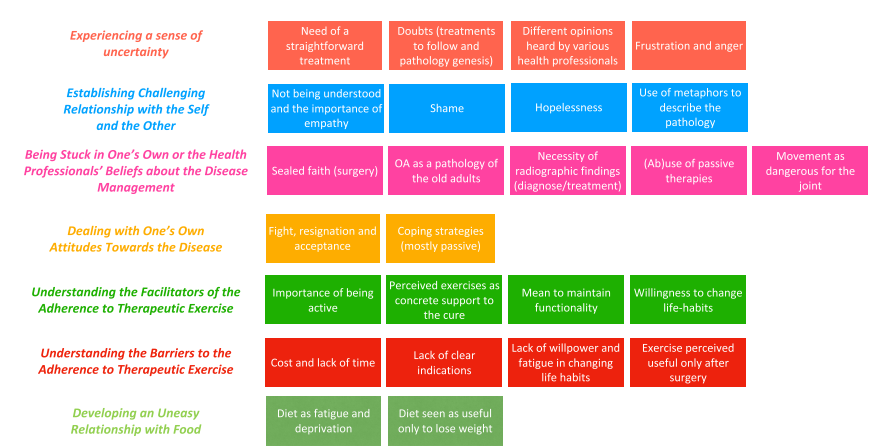 Experiencing a sense of
uncertainty
Need of a
straightforward
treatment
Doubts (treatments
to follow and
pathology genesis)
Different opinions
heard by various
health professionals
Frustration and anger
Establishing Challenging
Relationship with the Self
and the Other
Not being understood
and the importance of
empathy
Shame
Hopelessness
Use of metaphors to
describe the
pathology
Being Stuck in One's Own or the Health
Professionals' Beliefs about the Disease
Management
Sealed faith (surgery)
OA as a pathology of
the old adults
Necessity of
radiographic findings
(diagnose/treatment)
(Ab)use of passive
therapies
Movement as
dangerous for the
joint
Dealing with One's Own
Attitudes Towards the Disease
Fight, resignation and
acceptance
Coping strategies
(mostly passive)
Understanding the Facilitators of the
Adherence to Therapeutic Exercise
Importance of being
active
Perceived exercises as
concrete support to
the cure
Mean to maintain
functionality
Willingness to change
life-habits
Understanding the Barriers to the
Adherence to Therapeutic Exercise
Cost and lack of time
Lack of clear
indications
Lack of willpower and
fatigue in changing
life habits
Exercise perceived
useful only after
surgery
Developing an Uneasy
Relationship with Food
Diet as fatigue and
deprivation
Diet seen as useful
only to lose weight